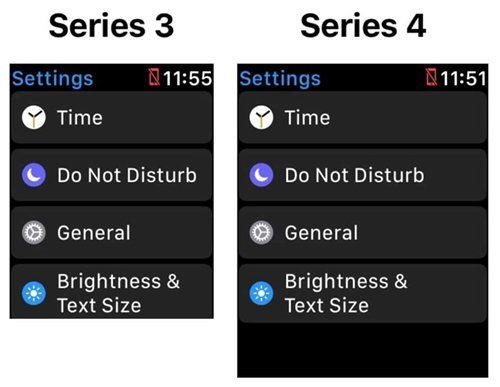 Series 3
Settings 11:55
Time
Do Not Disturb
General
Brightness &
Text Size
Series 4
Settings 11:51
Time
Do Not Disturb
General
Brightness &
Text Size